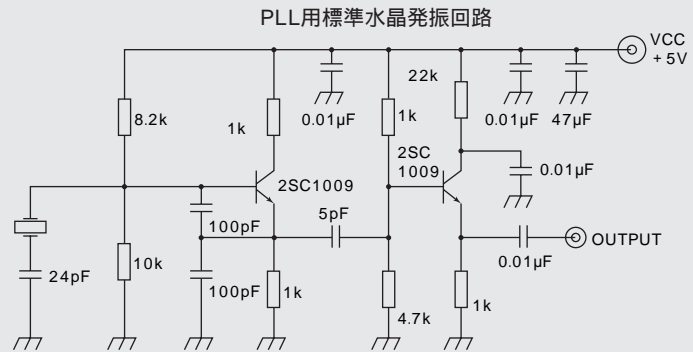 PLL用標準水晶発振回路
VCC
+5V
22k
8.2k
1k
0.01μF
1k
0.01μF
47μF
2SC
1009
2SC1009
0.01μF
5pF
100pF
OUTPUT
24pF
10k
100pF
1k
0.01μF
4.7k
1k